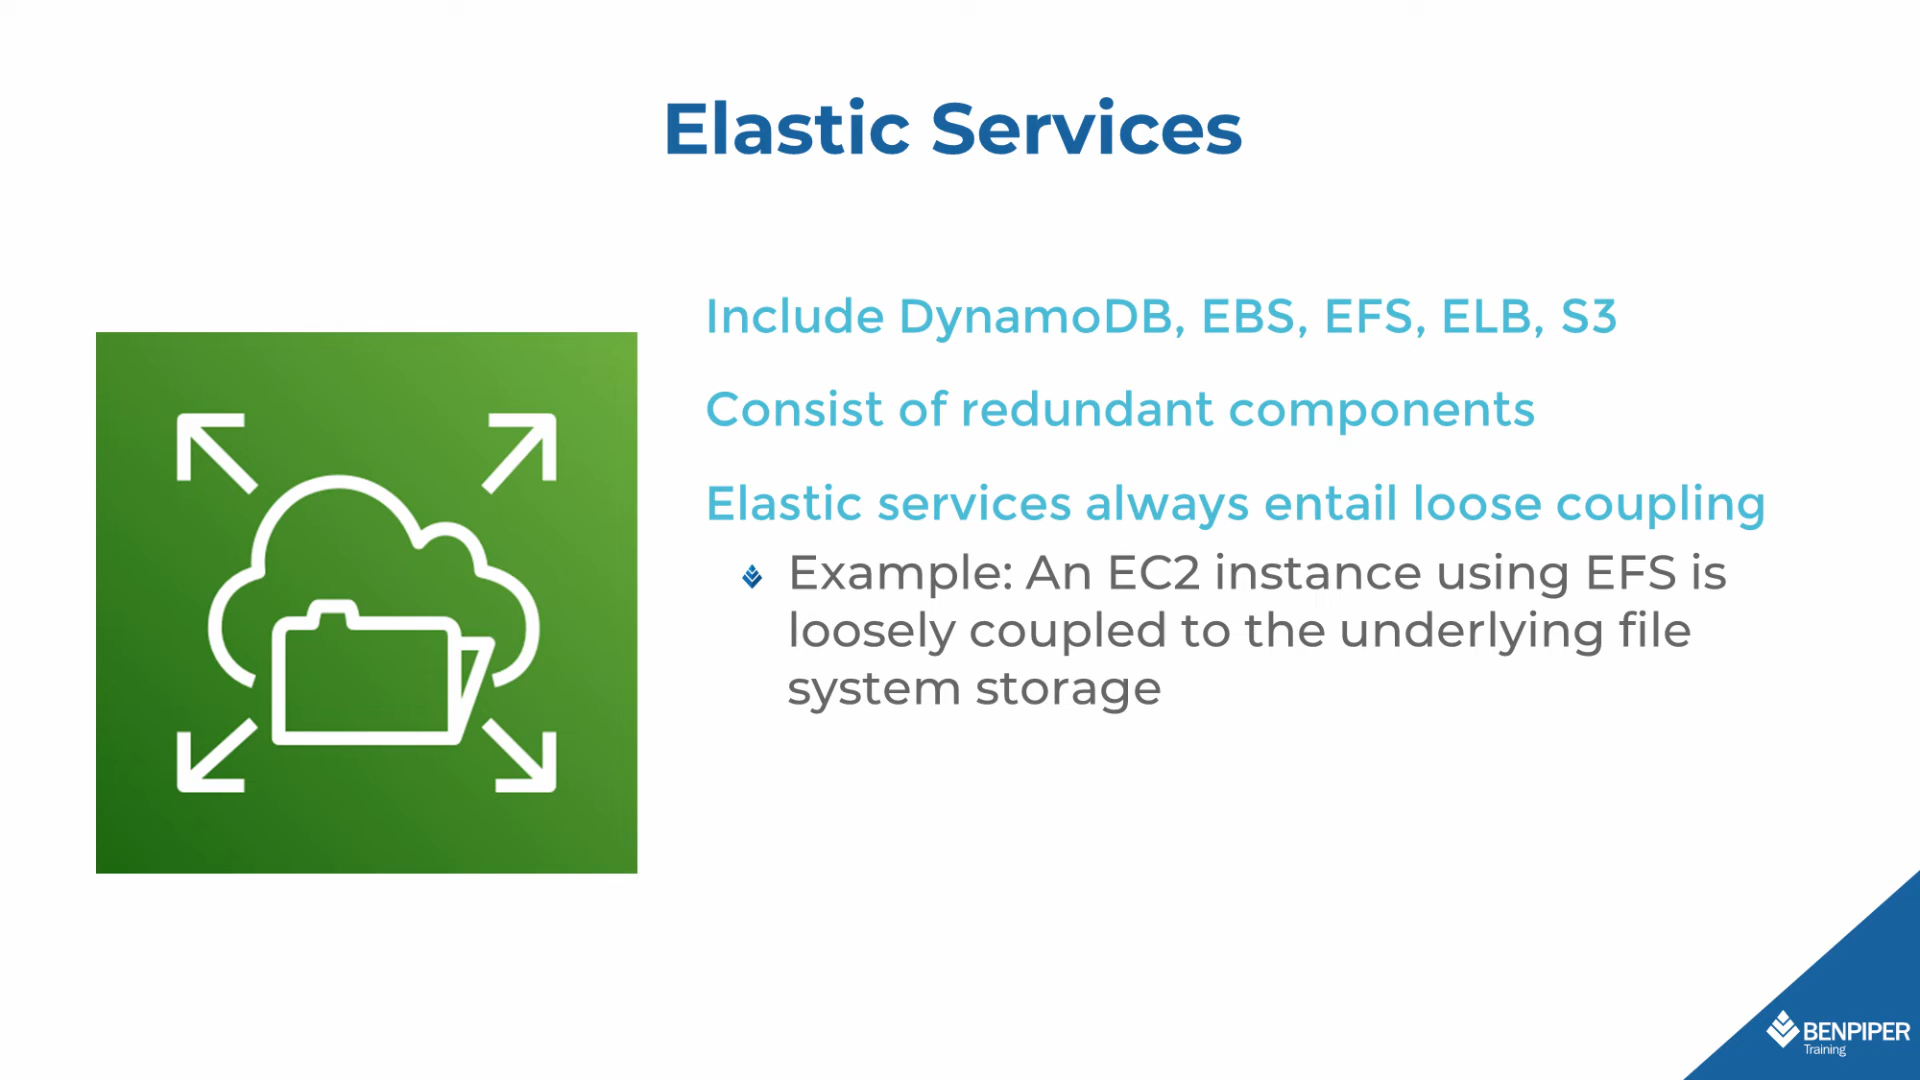 Elastic Services
Include DynamoDB, EBS, EFS, ELB, S3
Consist of redundant components
Elastic services always entail loose coupling
Example: An EC2 instance using EFS is
loosely coupled to the underlying file
system storage
BENPIPER
Training